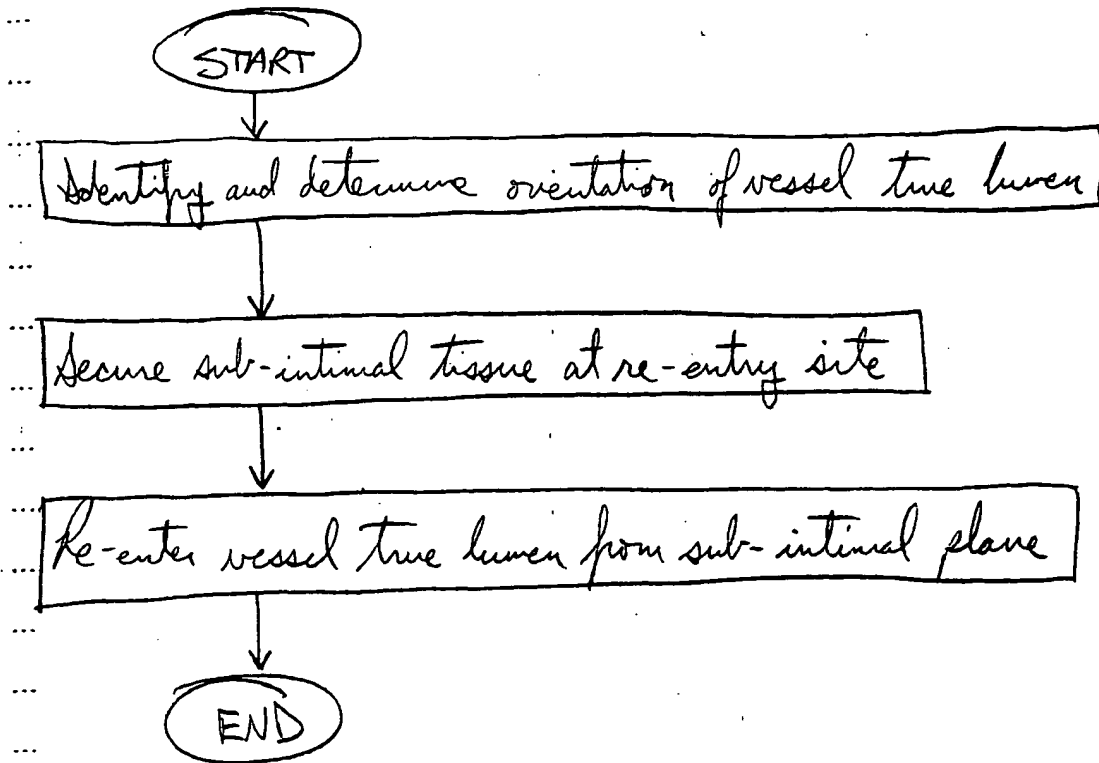 START
Identify and determine orientation of vessel true lumen
Secure sub-intimal tissue at re-entry site
Re-enter vessel true lumen from sub-intimal plane
END